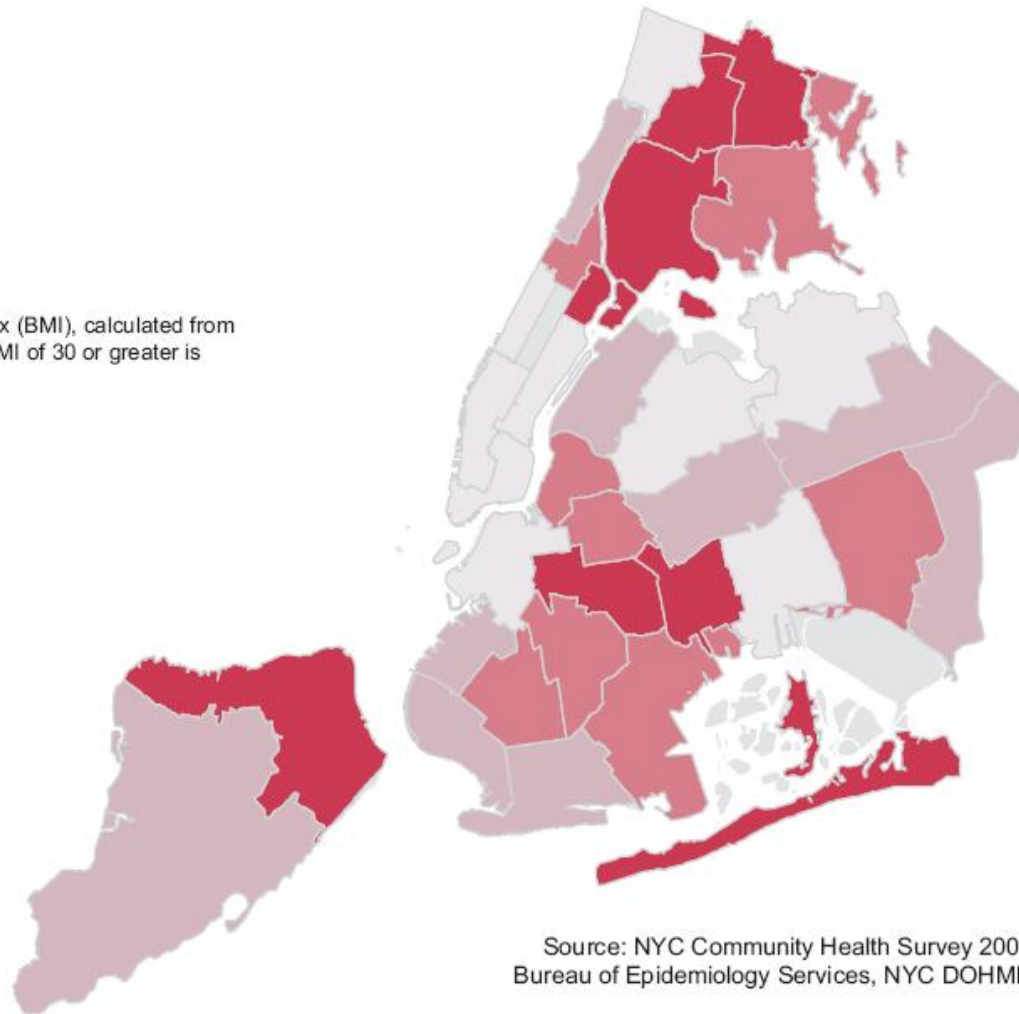 x (BMI), calculated from
MI of 30 or greater is
Source: NYC Community Health Survey 200
Bureau of Epidemiology Services, NYC DOHM